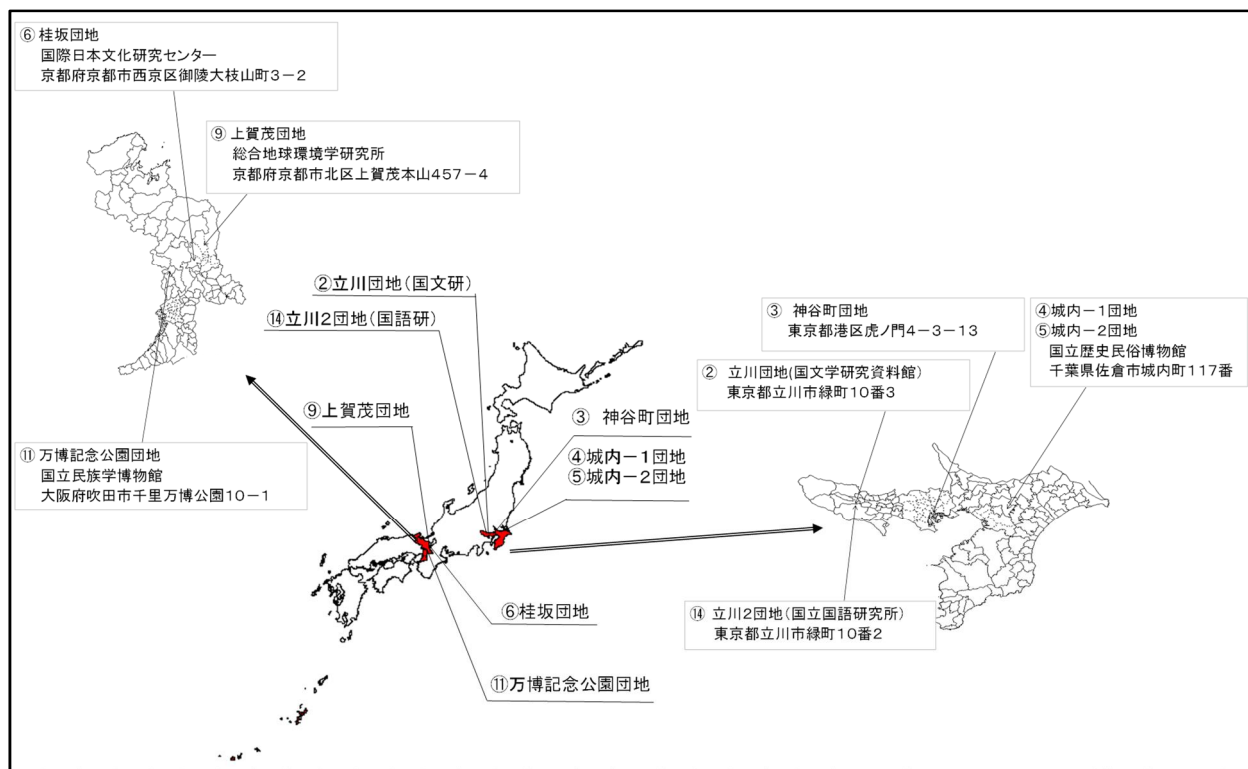 ⑥ 桂坂団地
国際日本文化研究センター
京都府京都市西京区御陵大枝山町3－2
⑨ 上賀茂団地
総合地球環境学研究所
京都府京都市北区上賀茂本山457－4
⑪ 万博記念公園団地
国立民族学博物館
大阪府吹田市千里万博公園10－1
②立川団地（国文研）
⑭立川2団地（国語研）
⑨上賀茂団地
③ 神谷町団地
④城内－1団地
⑤城内－2団地
⑥桂坂団地
⑪万博記念公園団地
③ 神谷町団地
東京都港区虎ノ門4－3－13
④城内－1団地
⑤城内－2団地
国立歴史民俗博物館
千葉県佐倉市城内町117番
② 立川団地(国文学研究資料館）
東京都立川市緑町10番3
⑭ 立川2団地（国立国語研究所）
東京都立川市緑町10番2